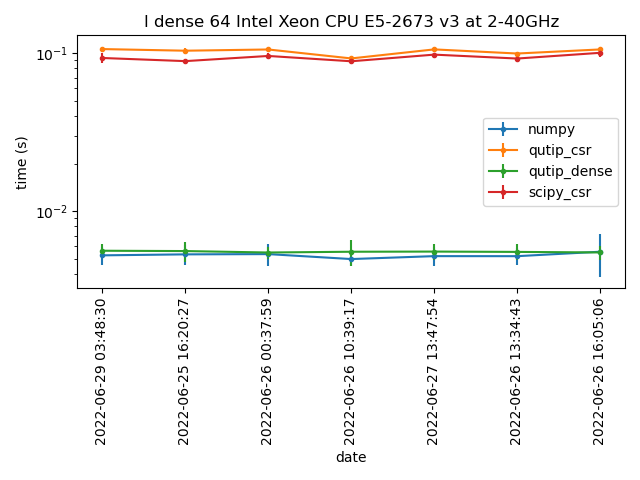 l dense 64 Intel Xeon CPU E5-2673 v3 at 2-40GHz
time (s)
10⁻¹
10⁻²
numpy
qutip_csr
qutip_dense
scipy_csr
2022-06-29 03:48:30
2022-06-25 16:20:27
2022-06-26 00:37:59
2022-06-26 10:39:17
2022-06-27 13:47:54
2022-06-26 13:34:43
2022-06-26 16:05:06
date